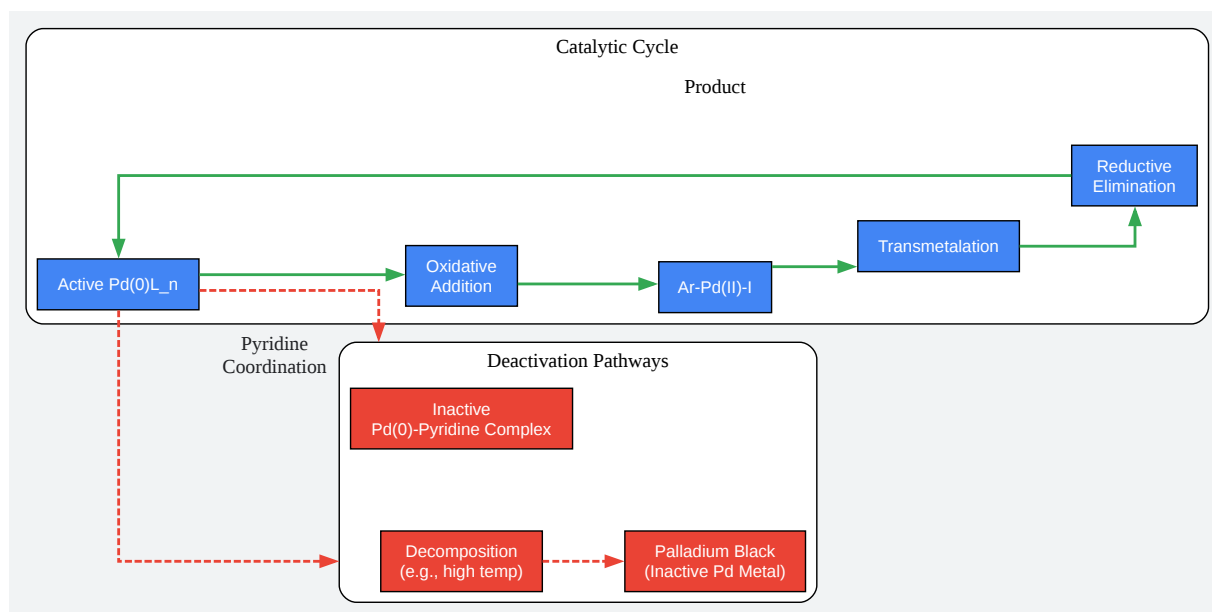 Catalytic Cycle
Product
Reductive
Elimination
Transmetalation
Oxidative
Addition
Active Pd(0)L_n
Ar-Pd(II)-I
Pyridine
Coordination
Deactivation Pathways
Inactive
Pd(0)-Pyridine Complex
Decomposition
(e.g., high temp)
Palladium Black
(Inactive Pd Metal)